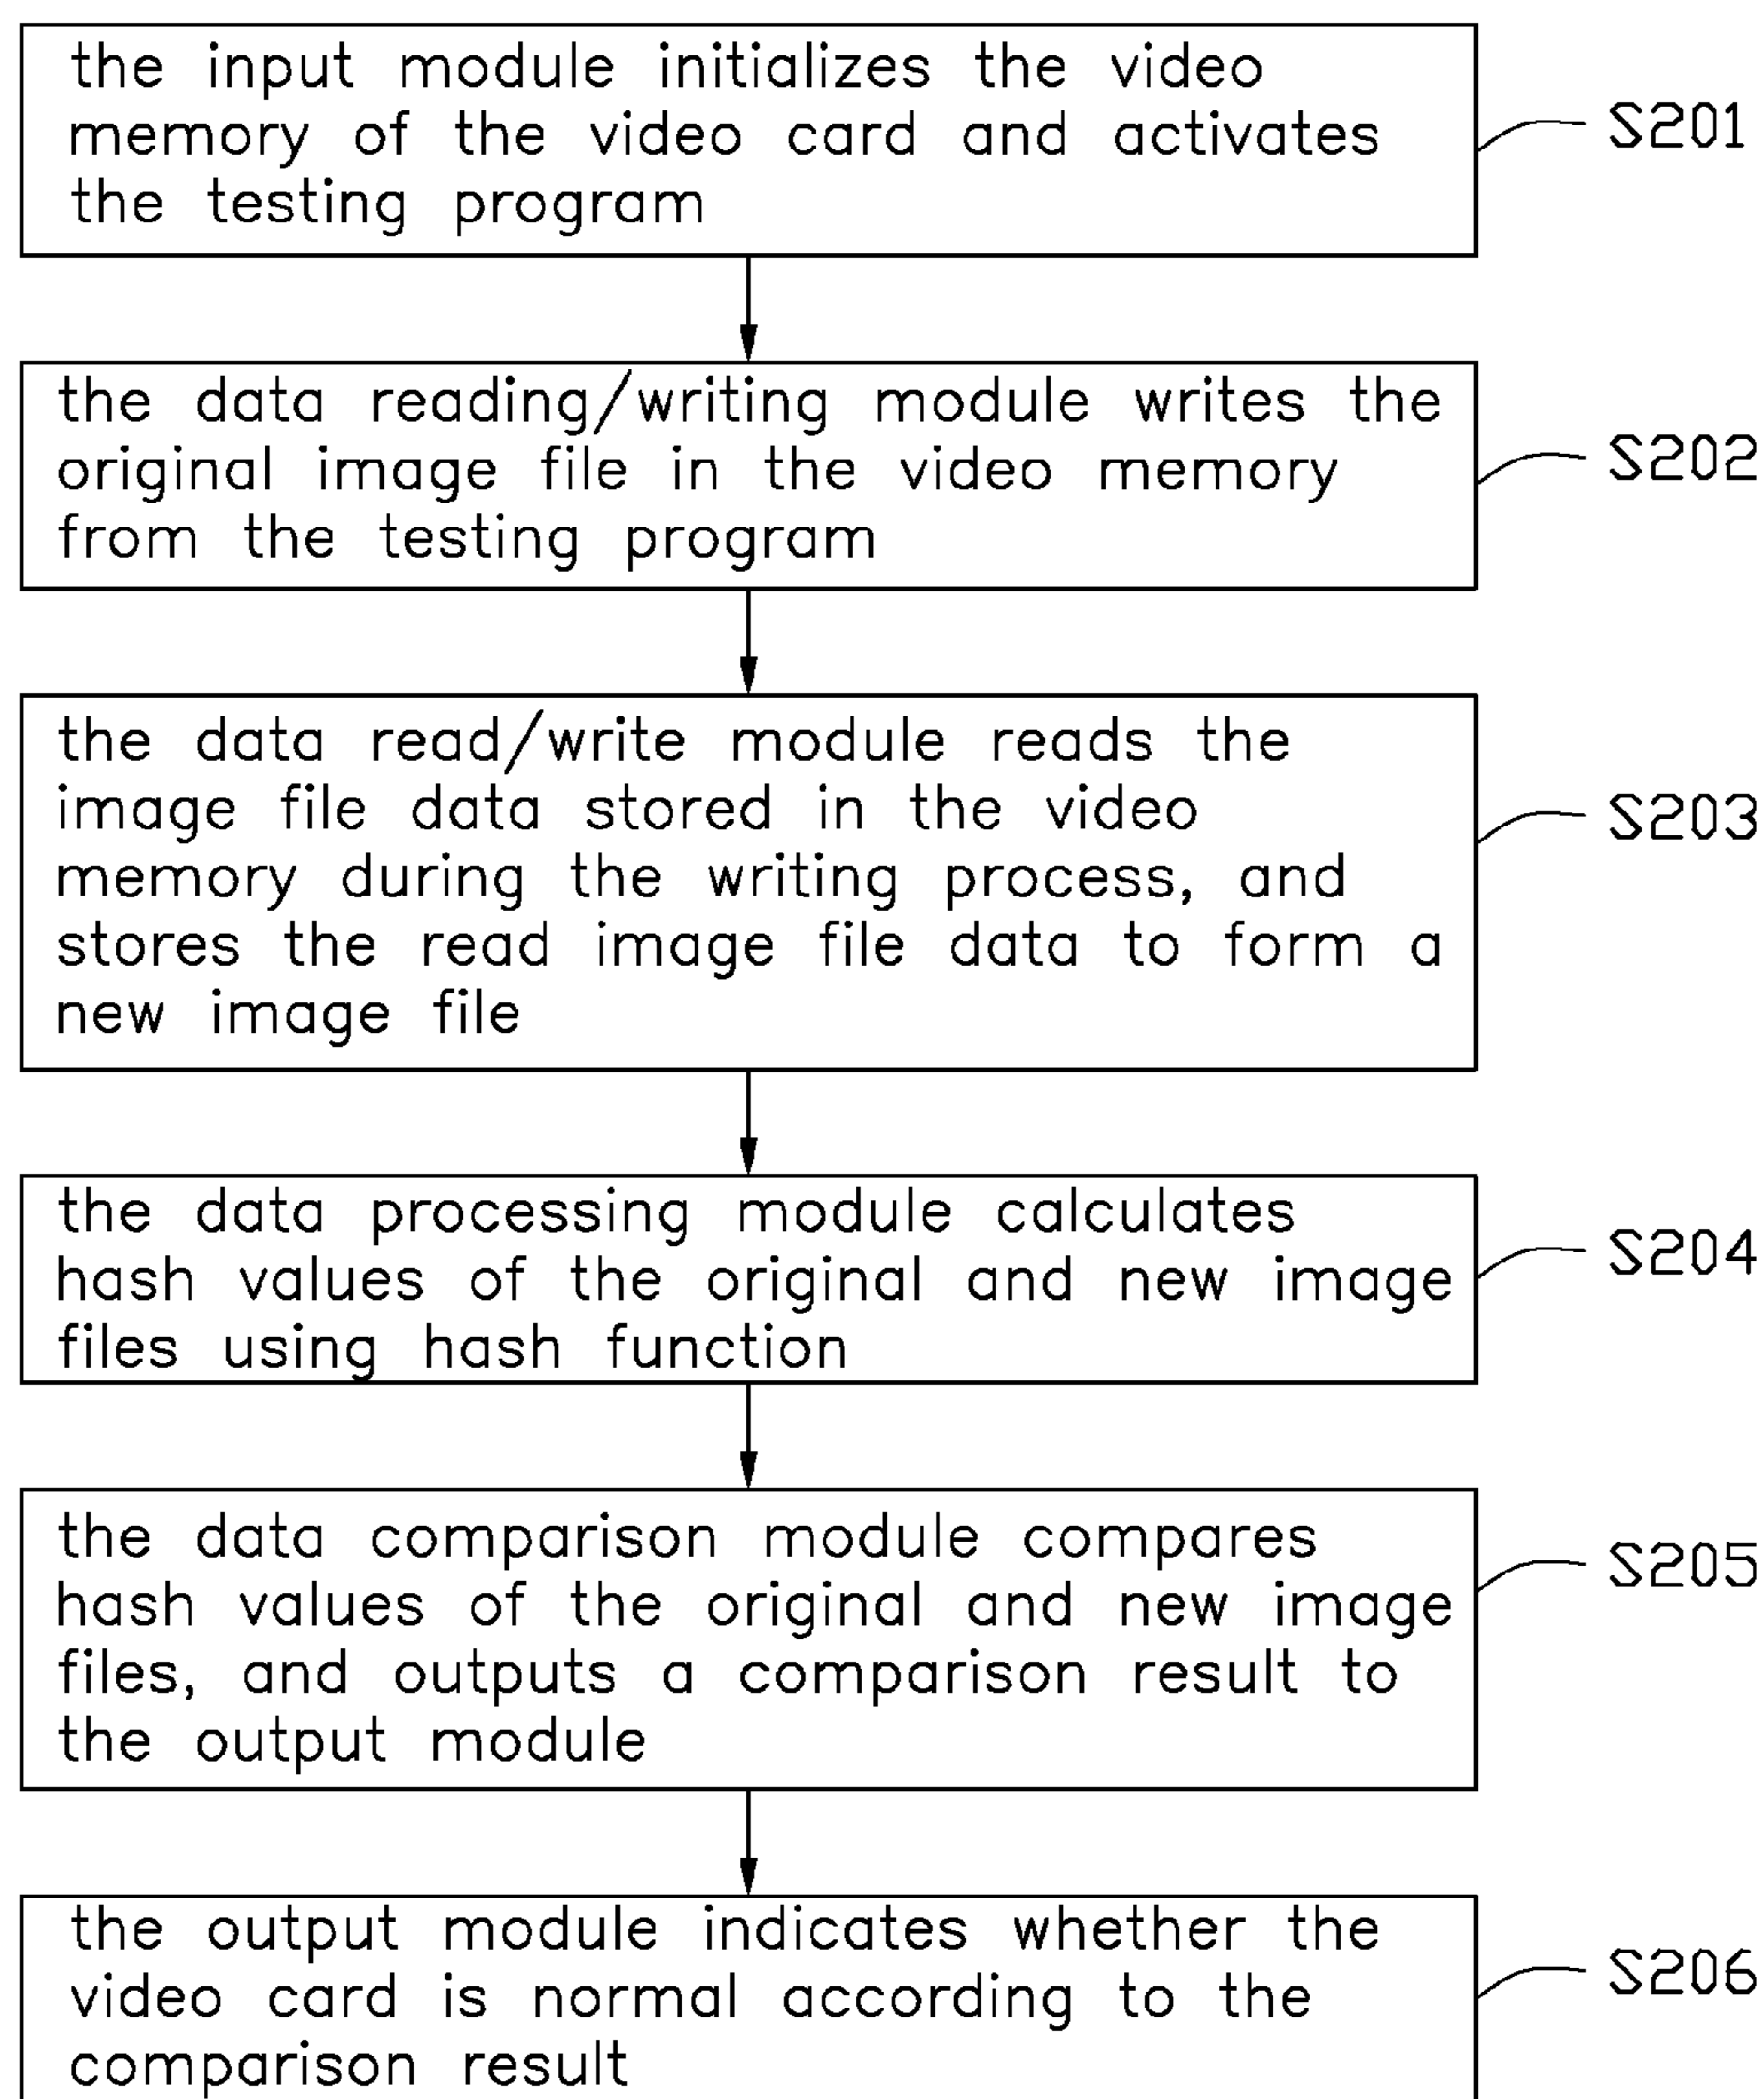 the input module initializes the video
memory of the video card and activates
the testing program
S201
the data reading/writing module writes the
original image file in the video memory
from the testing program
S202
the data read/write module reads the
image file data stored in the video
memory during the writing process, and
stores the read image file data to form a
new image file
S203
the data processing module calculates
hash values of the original and new image
files using hash function
S204
the data comparison module compares
hash values of the original and new image
files, and outputs a comparison result to
the output module
S205
the output module indicates whether the
video card is normal according to the
comparison result
S206